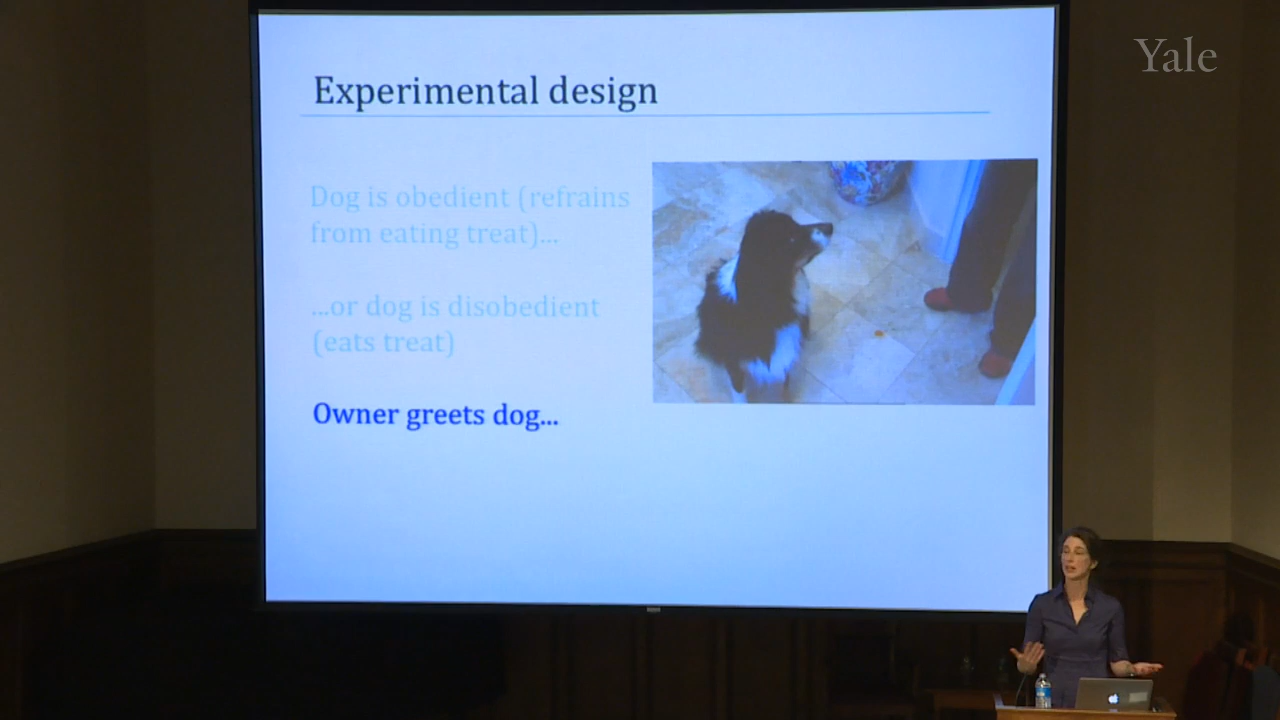 Yale
Experimental design
Dog is obedient (refrains
from eating treat)...
...or dog is disobedient
(eats treat)
Owner greets dog...